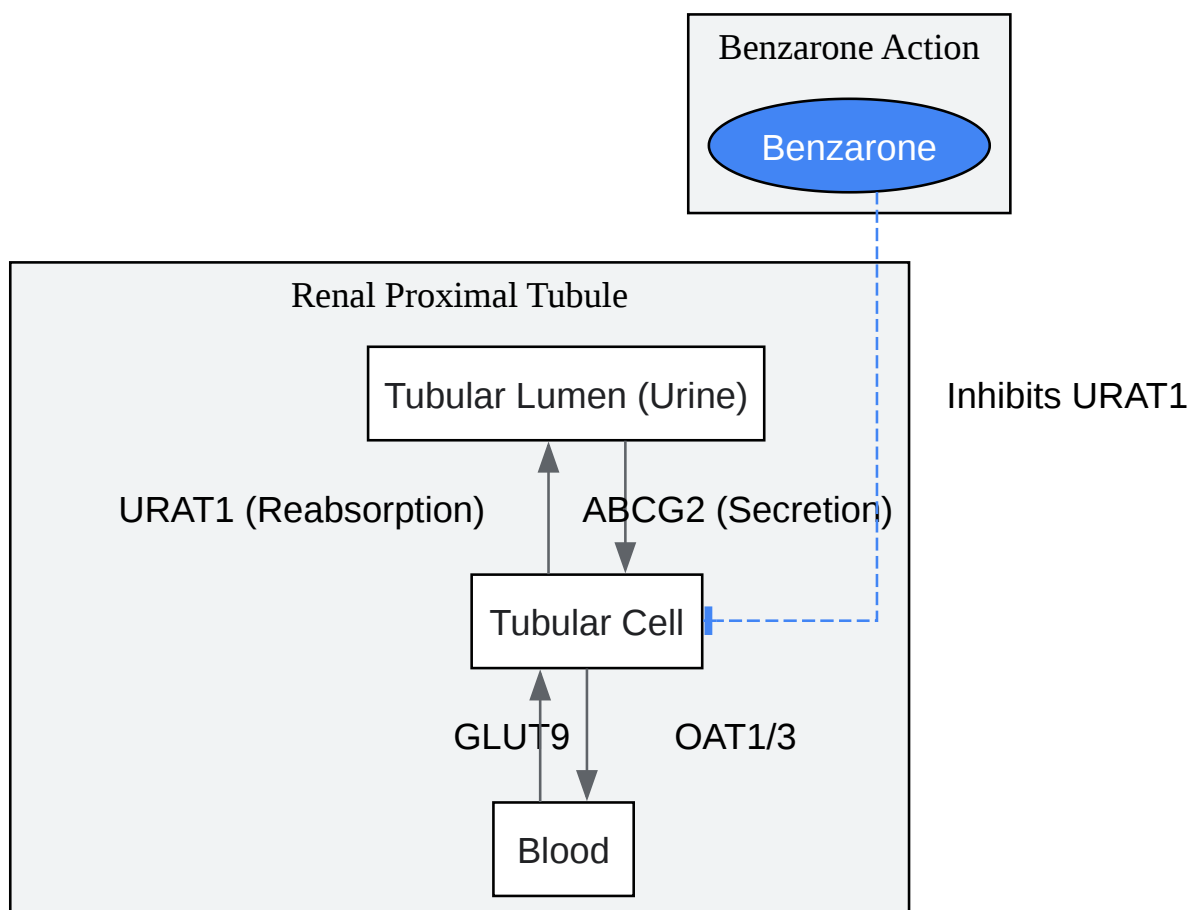 Benzarone Action
Benzarone
Renal Proximal Tubule
Tubular Lumen (Urine)
Inhibits URAT1
URAT1 (Reabsorption)
ABCG2 (Secretion)
Tubular Cell
GLUT9
OAT1/3
Blood